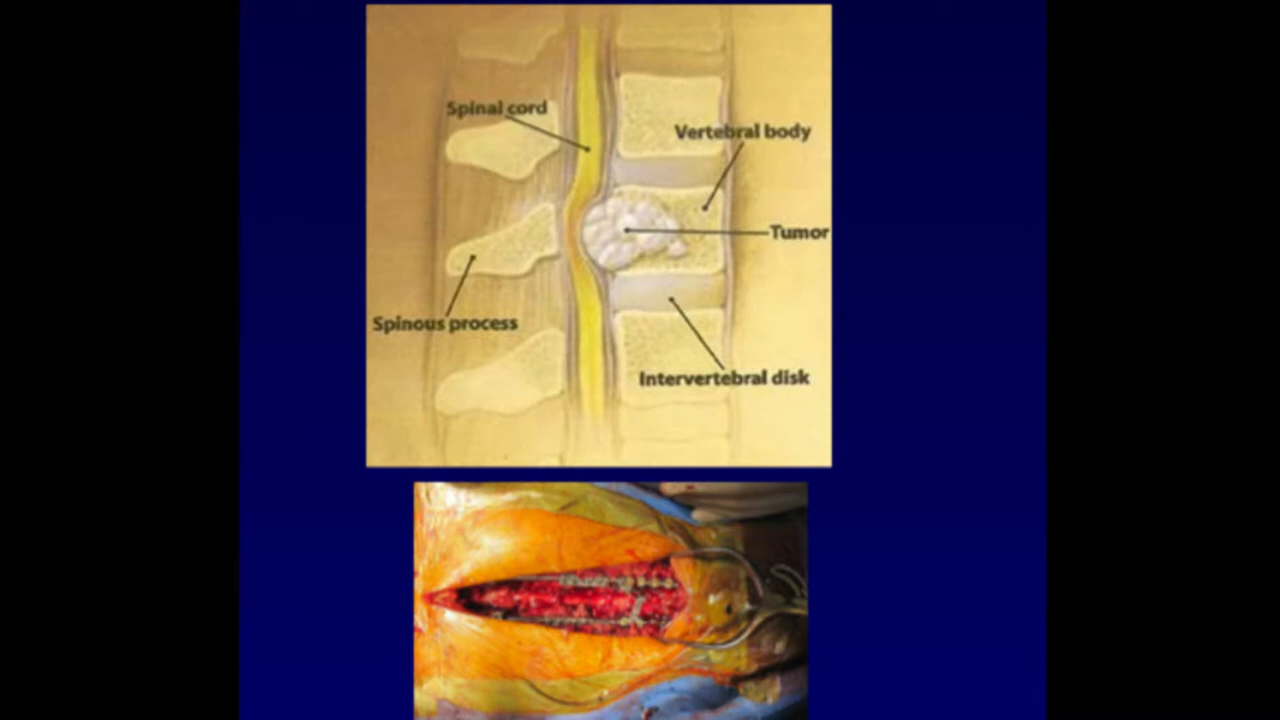 Spinal cord
Vertebral body
Tumor
Spinous process
Intervertebral disk